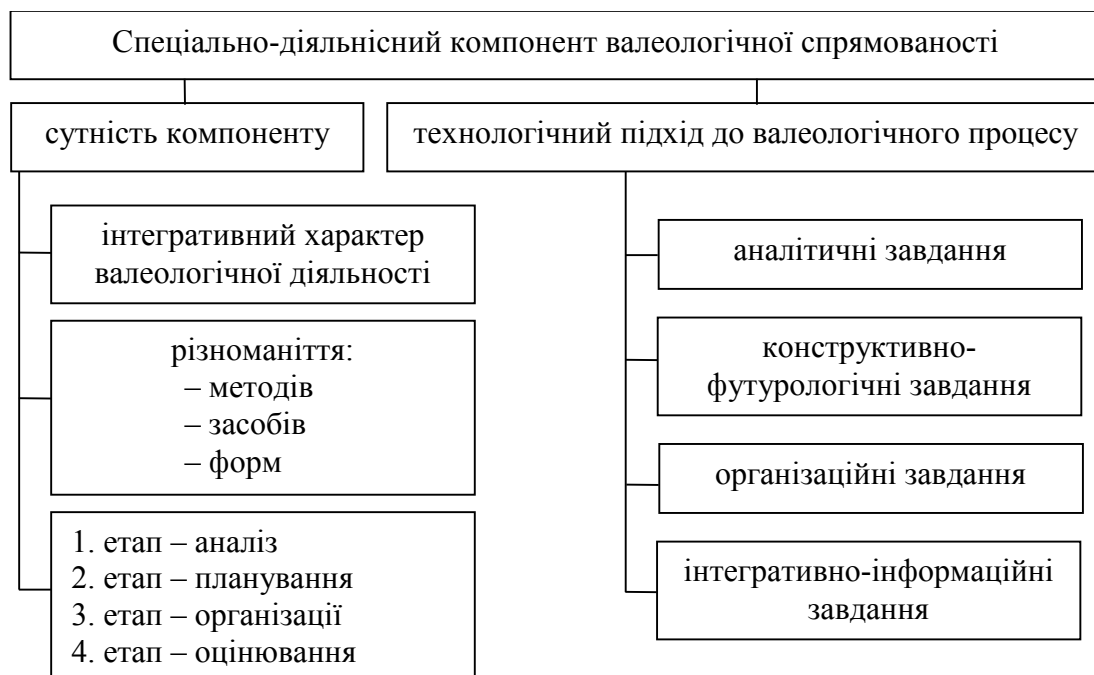 Спеціально-діяльнісний компонент валеологічної спрямованості
сутність компоненту
технологічний підхід до валеологічного процесу
інтегративний характер
валеологічної діяльності
різноманіття:
– методів
– засобів
– форм
1. етап – аналіз
2. етап – планування
3. етап – організації
4. етап – оцінювання
аналітичні завдання
конструктивно-
футурологічні завдання
організаційні завдання
інтегративно-інформаційні
завдання